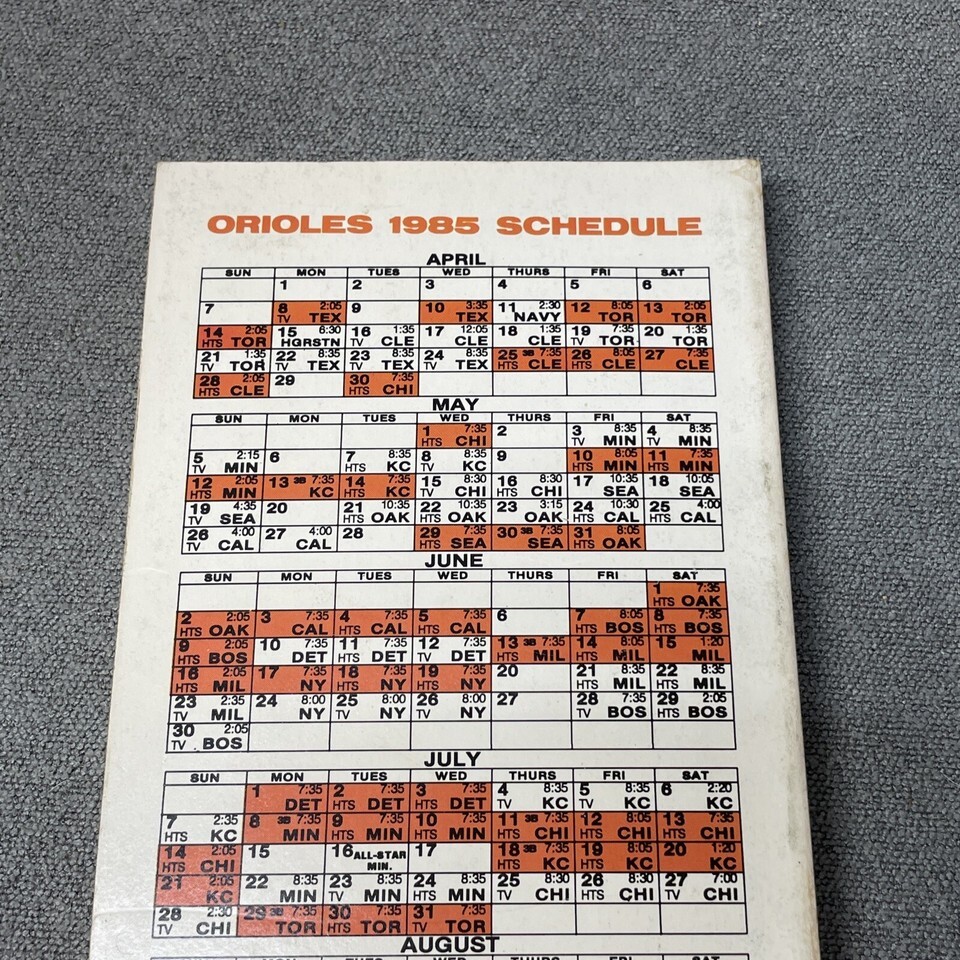 ORIOLES 1985 SCHEDULE
APRIL
SUN MON TUES WED THURS FRI SAT
1 2 3 4 5 6
7 8 2:05 TV TEX 9 10 3:35 TEX 11 2:30 NAVY 12 8:05 TOR 13 2:05 TOR
14 2:05 HTS TOR 15 6:30 HGRSTN 16 1:35 TV CLE 17 12:05 CLE 18 1:35 TV CLE 19 7:35 TV TOR 20 1:35 TOR
21 1:35 TV TOR 22 8:35 TV TEX 23 8:35 TV TEX 24 8:35 TV TEX 25 3B 7:35 HTS CLE 26 8:05 HTS CLE 27 7:35 CLE
28 2:05 HTS CLE 29 30 7:35 HTS CHI
MAY
SUN MON TUES WED THURS FRI SAT
1 7:35 HTS CHI 2 3 8:35 TV MIN 4 8:35 TV MIN
5 2:15 TV MIN 6 7 8:35 HTS KC 8 8:35 TV KC 9 10 8:05 HTS MIN 11 7:35 HTS MIN
12 2:05 HTS MIN 13 3B 7:35 KC 14 7:35 HTS KC 15 8:30 TV CHI 16 8:30 HTS CHI 17 10:35 SEA 18 10:05 SEA
19 4:35 TV SEA 20 21 10:35 HTS OAK 22 10:35 HTS OAK 23 3:15 OAK 24 10:30 HTS CAL 25 4:00 HTS CAL
26 4:00 TV CAL 27 4:00 CAL 28 29 7:35 HTS SEA 30 3B 7:35 SEA 31 8:05 HTS OAK
JUNE
SUN MON TUES WED THURS FRI SAT
1 7:35 HTS OAK
2 2:05 HTS OAK 3 7:35 CAL 4 7:35 HTS CAL 5 7:35 HTS CAL 6 7 8:05 HTS BOS 8 7:35 HTS BOS
9 2:05 HTS BOS 10 7:35 DET 11 7:35 HTS DET 12 7:35 TV DET 13 3B 7:35 HTS MIL 14 8:05 HTS MIL 15 1:20 MIL
16 2:05 HTS MIL 17 7:35 NY 18 7:35 HTS NY 19 7:35 HTS NY 20 21 8:35 HTS MIL 22 8:35 HTS MIL
23 2:35 TV MIL 24 8:00 NY 25 8:00 TV NY 26 8:00 TV NY 27 28 7:35 TV BOS 29 2:05 HTS BOS
30 2:05 TV BOS
JULY
SUN MON TUES WED THURS FRI SAT
1 7:35 DET 2 7:35 HTS DET 3 7:35 HTS DET 4 8:35 TV KC 5 8:35 TV KC 6 2:20 KC
7 2:35 HTS KC 8 3B 7:35 MIN 9 7:35 HTS MIN 10 7:35 HTS MIN 11 3B 7:35 HTS CHI 12 8:05 HTS CHI 13 7:35 HTS CHI
14 2:05 HTS CHI 15 16 ALL-STAR MIN. 17 18 3B 7:35 HTS KC 19 8:05 HTS KC 20 1:20 KC
21 2:05 KC 22 8:35 MIN 23 8:35 TV MIN 24 8:35 HTS MIN 25 8:30 CHI 26 8:30 HTS CHI 27 7:00 TV CHI
28 2:30 TV CHI 29 3B 7:35 TOR 30 7:35 HTS TOR 31 7:35 TV TOR
AUGUST